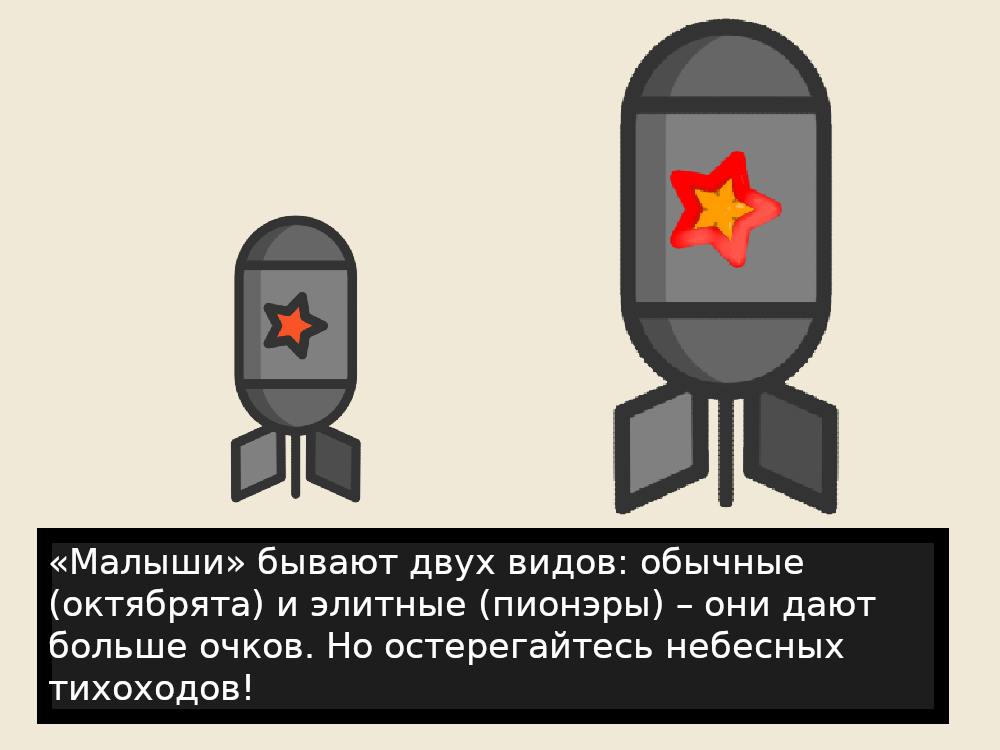 «Малыши» бывают двух видов: обычные
(октябрята) и элитные (пионэры) – они дают
больше очков. Но остерегайтесь небесных
тихоходов!